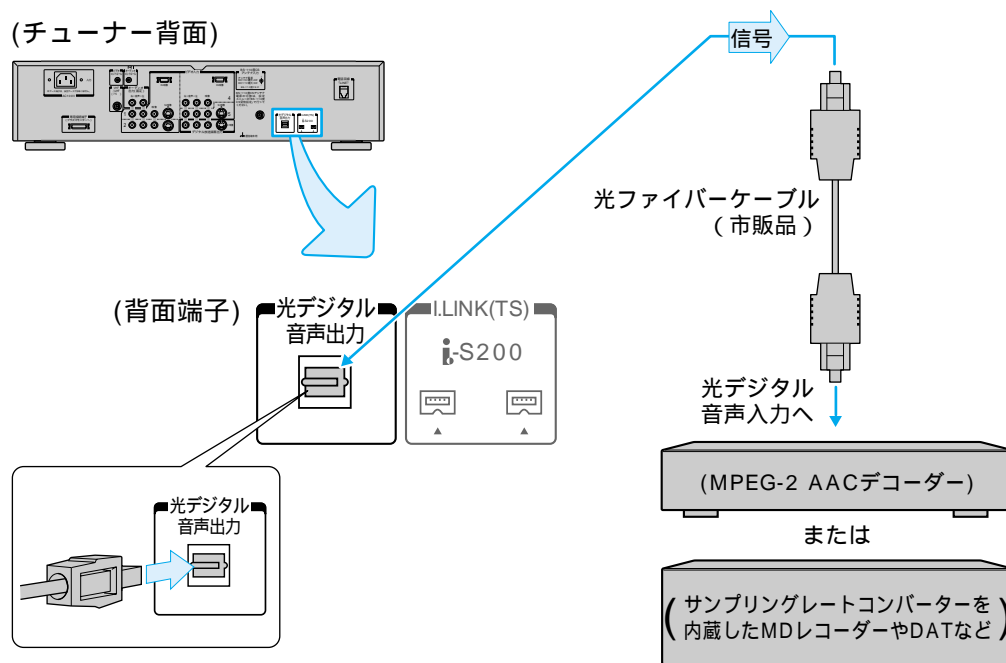 (チューナー背面)
信号
光ファイバーケーブル
（市販品）
(背面端子)
光デジタル
音声出力
I.LINK(TS)
i-S200
光デジタル
音声入力へ
(MPEG-2 AACデコーダー)
または
(サンプリングレートコンバーターを
内蔵したMDレコーダーやDATなど)
光デジタル
音声出力